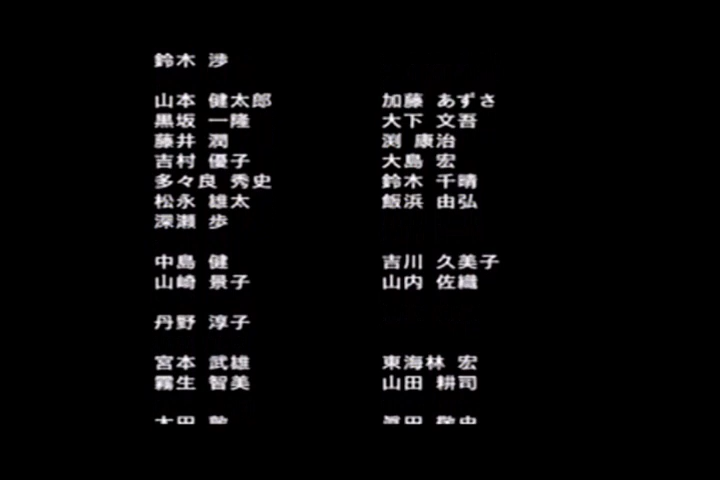 鈴木 渉
山本 健太郎 加藤 あずさ
黒坂 一隆 大下 文吾
藤井 潤 渕 康治
吉村 優子 大島 宏
多々良 秀史 鈴木 千晴
松永 雄太 飯浜 由弘
深瀬 歩
中島 健 吉川 久美子
山崎 景子 山内 佐織
丹野 淳子
宮本 武雄 東海林 宏
霧生 智美 山田 耕司